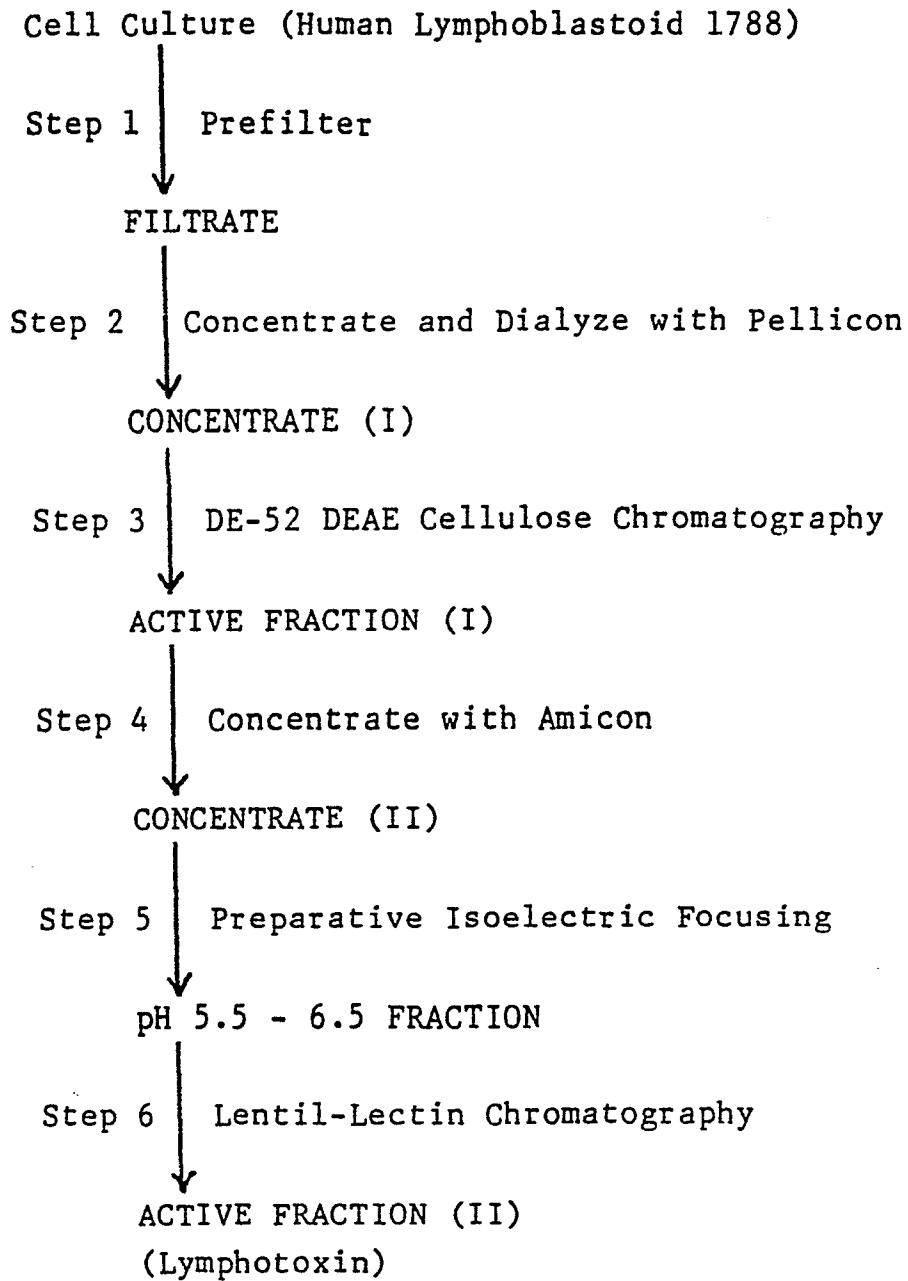 Cell Culture (Human Lymphoblastoid 1788)
Step 1 Prefilter
FILTRATE
Step 2 Concentrate and Dialyze with Pellicon
CONCENTRATE (I)
Step 3 DE-52 DEAE Cellulose Chromatography
ACTIVE FRACTION (I)
Step 4 Concentrate with Amicon
CONCENTRATE (II)
Step 5 Preparative Isoelectric Focusing
pH 5.5 - 6.5 FRACTION
Step 6 Lentil-Lectin Chromatography
ACTIVE FRACTION (II)
(Lymphotoxin)